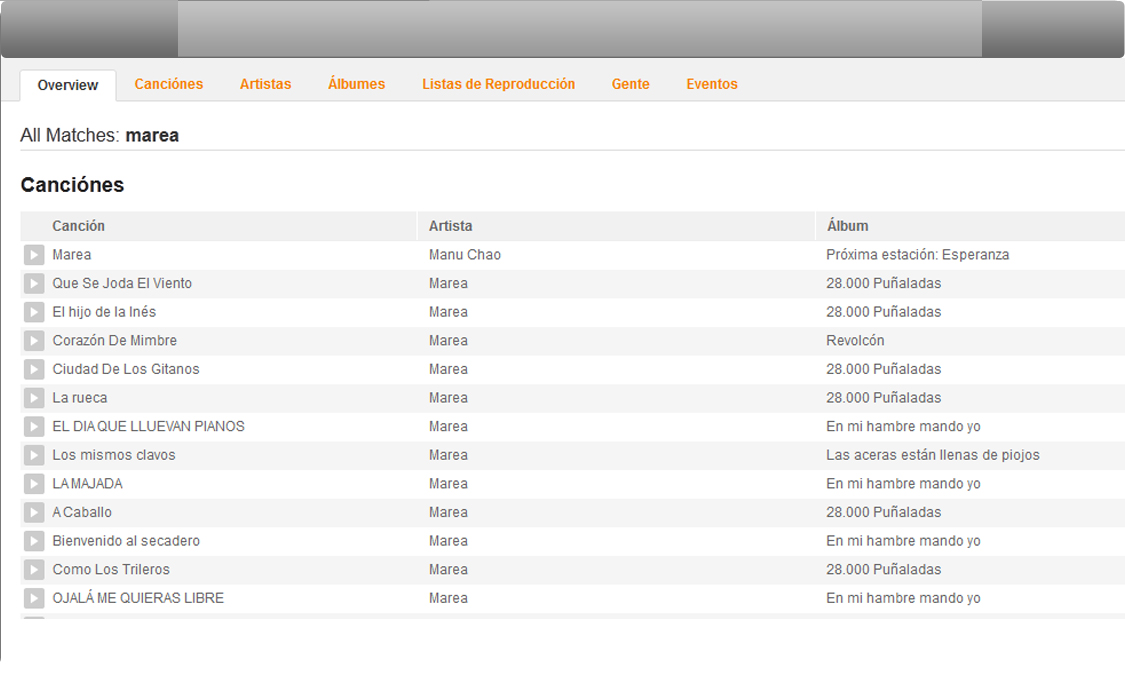 Overview Canciónes Artistas Álbumes Listas de Reproducción Gente Eventos
All Matches: marea
Canciónes
Canción Artista Álbum
Marea Manu Chao Próxima estación: Esperanza
Que Se Joda El Viento Marea 28.000 Puñaladas
El hijo de la Inés Marea 28.000 Puñaladas
Corazón De Mimbre Marea Revolcón
Ciudad De Los Gitanos Marea 28.000 Puñaladas
La rueca Marea 28.000 Puñaladas
EL DIA QUE LLUEVAN PIANOS Marea En mi hambre mando yo
Los mismos clavos Marea Las aceras están llenas de piojos
LA MAJADA Marea En mi hambre mando yo
A Caballo Marea 28.000 Puñaladas
Bienvenido al secadero Marea En mi hambre mando yo
Como Los Trileros Marea 28.000 Puñaladas
OJALÁ ME QUIERAS LIBRE Marea En mi hambre mando yo